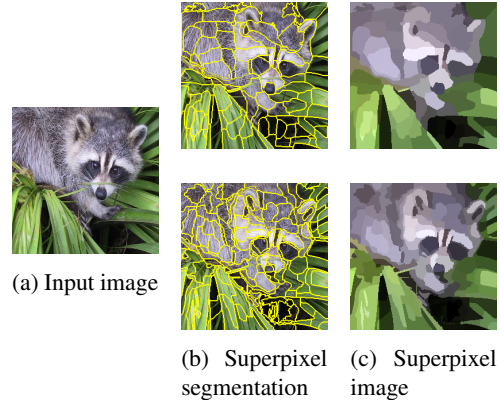 (a) Input image
(b) Superpixel
segmentation
(c) Superpixel
image